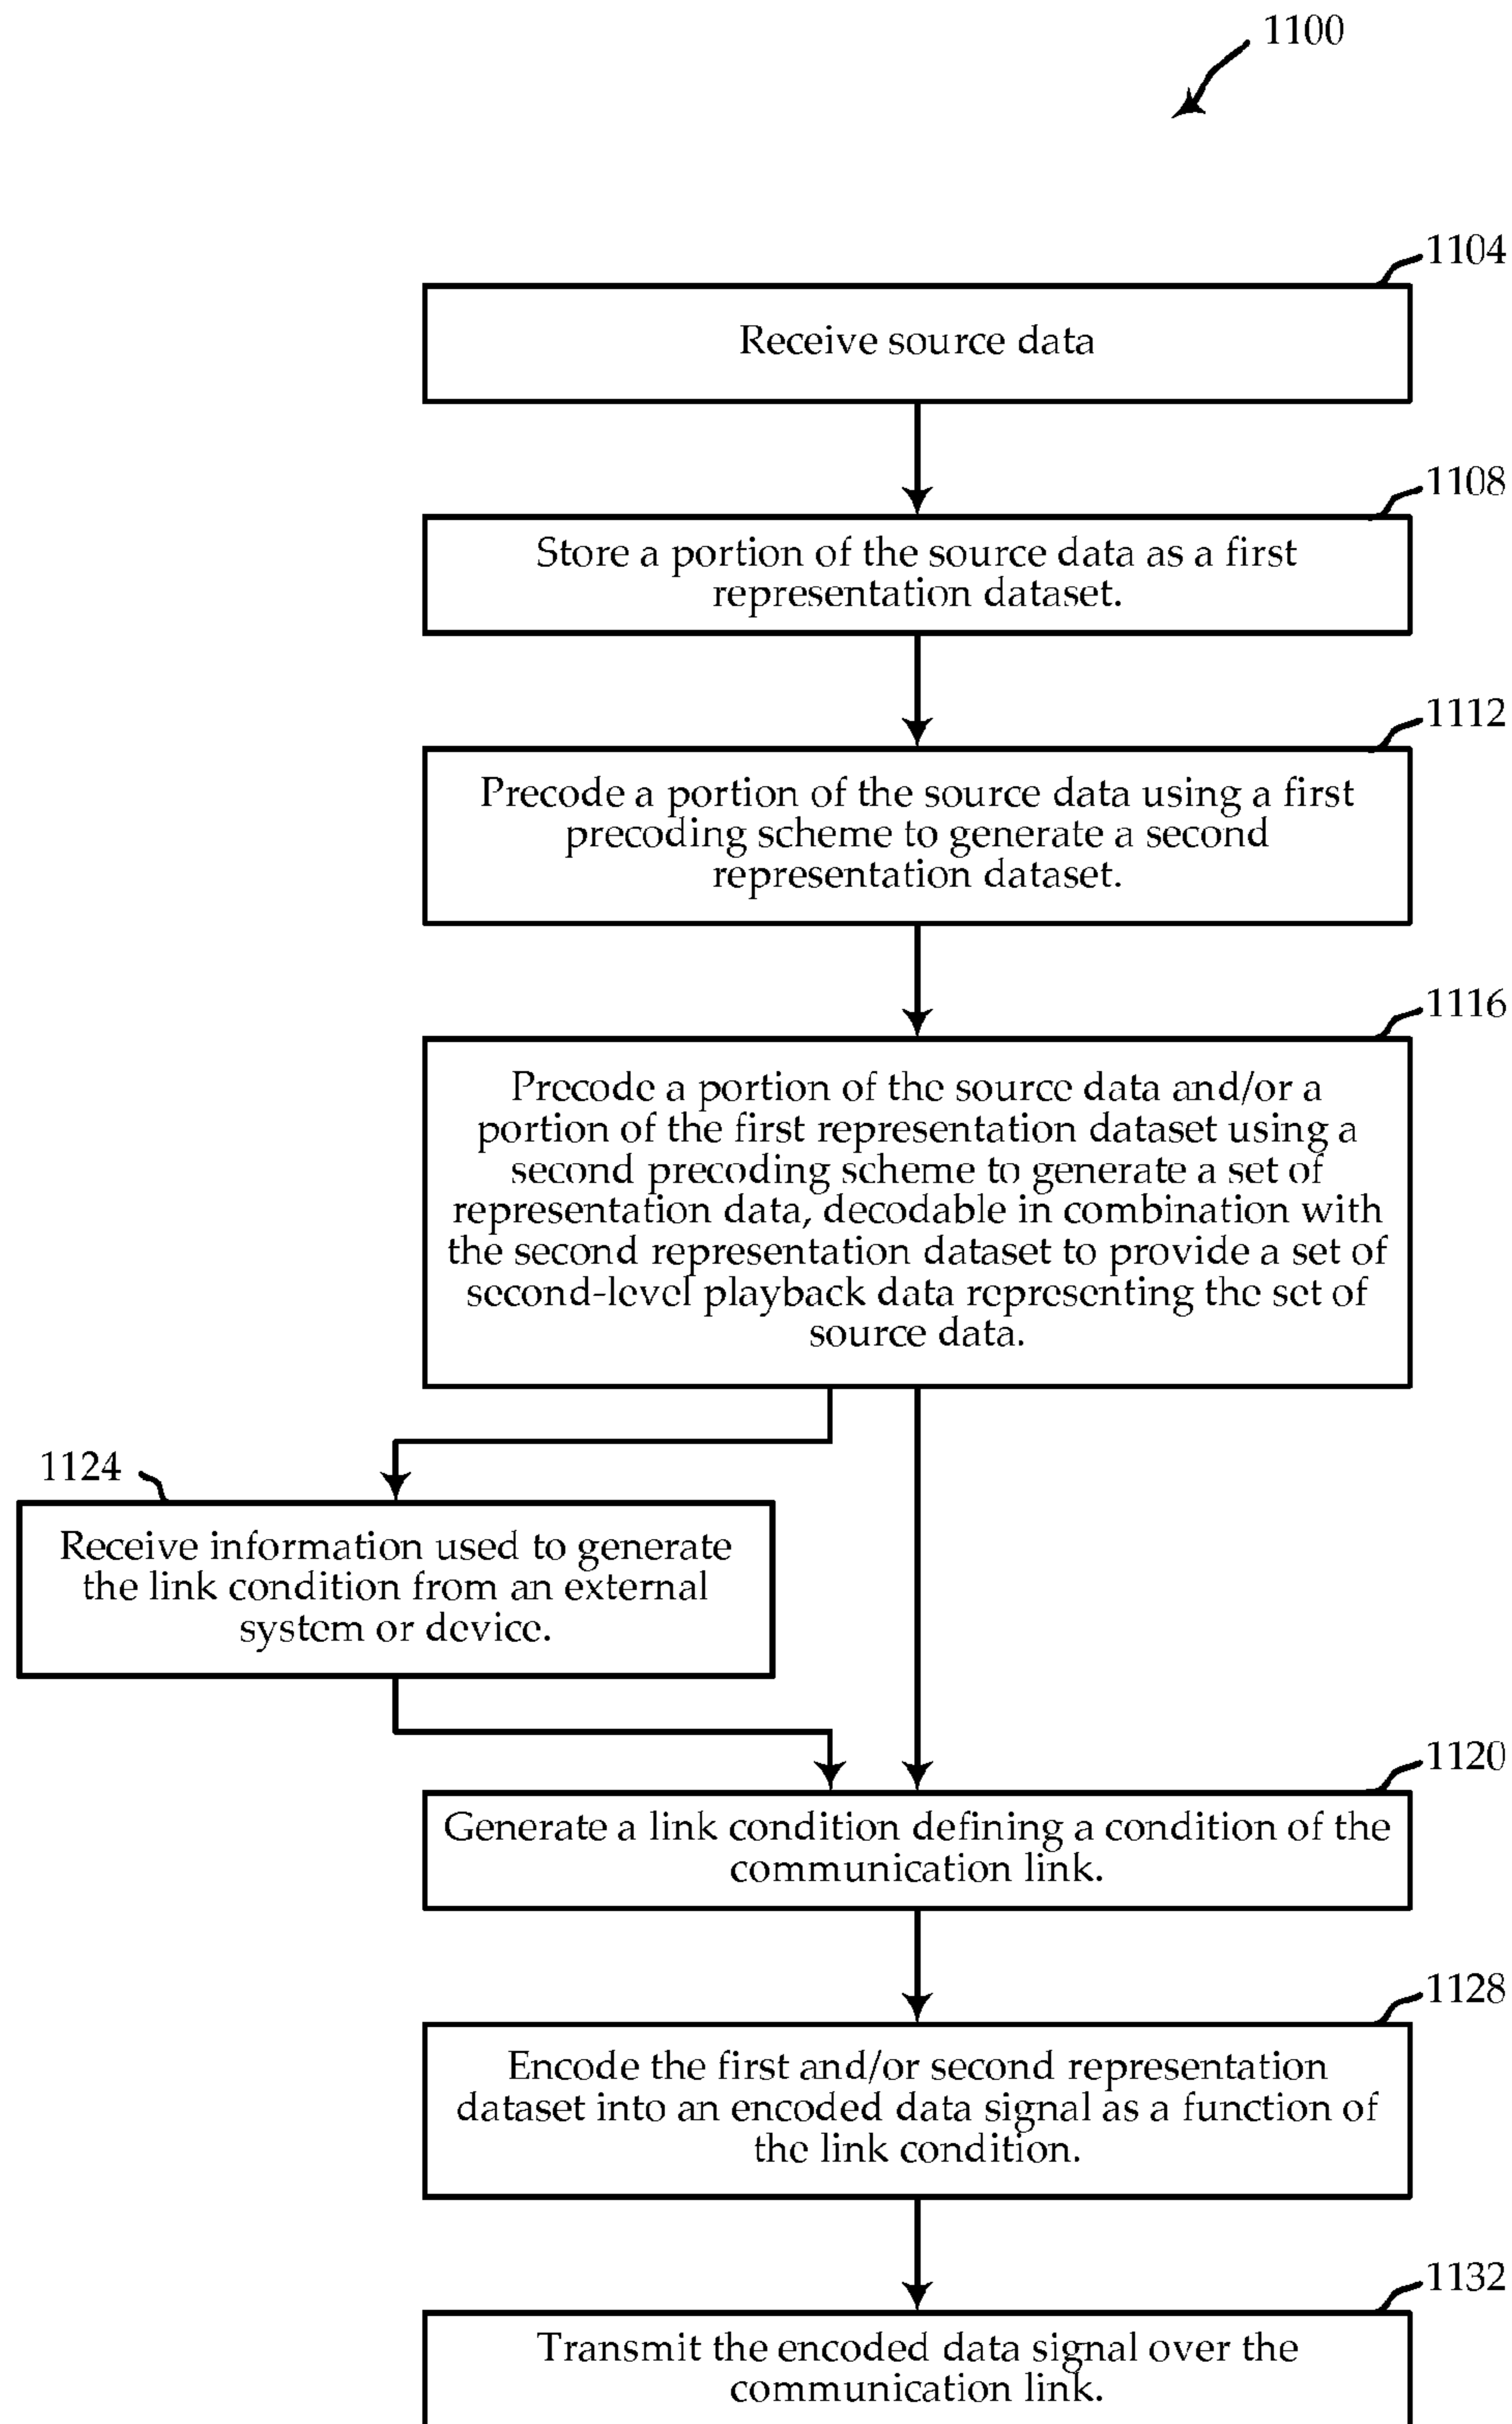 1100
1104
Receive source data
1108
Store a portion of the source data as a first
representation dataset.
1112
Precode a portion of the source data using a first
precoding scheme to generate a second
representation dataset.
1116
Precode a portion of the source data and/or a
portion of the first representation dataset using a
second precoding scheme to generate a set of
representation data, decodable in combination with
the second representation dataset to provide a set of
second-level playback data representing the set of
source data.
1124
Receive information used to generate
the link condition from an external
system or device.
1120
Generate a link condition defining a condition of the
communication link.
1128
Encode the first and/or second representation
dataset into an encoded data signal as a function of
the link condition.
1132
Transmit the encoded data signal over the
communication link.